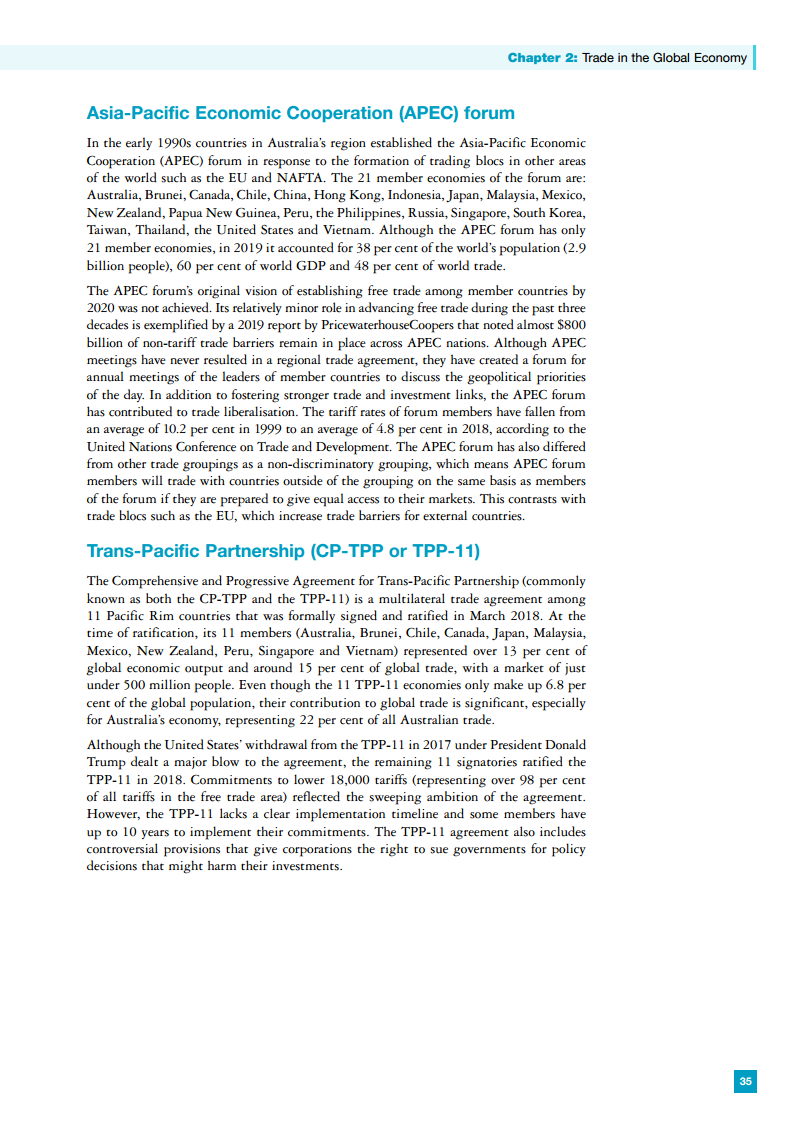 Chapter 2: Trade in the Global Economy
Asia-Pacific Economic Cooperation (APEC) forum
In the early 1990s countries in Australia's region established the Asia-Pacific Economic
Cooperation (APEC) forum in response to the formation of trading blocs in other areas
of the world such as the EU and NAFTA. The 21 member economies of the forum are:
Australia, Brunei, Canada, Chile, China, Hong Kong, Indonesia, Japan, Malaysia, Mexico,
New Zealand, Papua New Guinea, Peru, the Philippines, Russia, Singapore, South Korea,
Taiwan, Thailand, the United States and Vietnam. Although the APEC forum has only
21 member economies, in 2019 it accounted for 38 per cent of the world's population (2.9
billion people), 60 per cent of world GDP and 48 per cent of world trade.
The APEC forum's original vision of establishing free trade among member countries by
2020 was not achieved. Its relatively minor role in advancing free trade during the past three
decades is exemplified by a 2019 report by PricewaterhouseCoopers that noted almost $800
billion of non-tariff trade barriers remain in place across APEC nations. Although APEC
meetings have never resulted in a regional trade agreement, they have created a forum for
annual meetings of the leaders of member countries to discuss the geopolitical priorities
of the day. In addition to fostering stronger trade and investment links, the APEC forum
has contributed to trade liberalisation. The tariff rates of forum members have fallen from
an average of 10.2 per cent in 1999 to an average of 4.8 per cent in 2018, according to the
United Nations Conference on Trade and Development. The APEC forum has also differed
from other trade groupings as a non-discriminatory grouping, which means APEC forum
members will trade with countries outside of the grouping on the same basis as members
of the forum if they are prepared to give equal access to their markets. This contrasts with
trade blocs such as the EU, which increase trade barriers for external countries.
Trans-Pacific Partnership (CP-TPP or TPP-11)
The Comprehensive and Progressive Agreement for Trans-Pacific Partnership (commonly
known as both the CP-TPP and the TPP-11) is a multilateral trade agreement among
11 Pacific Rim countries that was formally signed and ratified in March 2018. At the
time of ratification, its 11 members (Australia, Brunei, Chile, Canada, Japan, Malaysia,
Mexico, New Zealand, Peru, Singapore and Vietnam) represented over 13 per cent of
global economic output and around 15 per cent of global trade, with a market of just
under 500 million people. Even though the 11 TPP-11 economies only make up 6.8 per
cent of the global population, their contribution to global trade is significant, especially
for Australia's economy, representing 22 per cent of all Australian trade.
Although the United States' withdrawal from the TPP-11 in 2017 under President Donald
Trump dealt a major blow to the agreement, the remaining 11 signatories ratified the
TPP-11 in 2018. Commitments to lower 18,000 tariffs (representing over 98 per cent
of all tariffs in the free trade area) reflected the sweeping ambition of the agreement.
However, the TPP-11 lacks a clear implementation timeline and some members have
up to 10 years to implement their commitments. The TPP-11 agreement also includes
controversial provisions that give corporations the right to sue governments for policy
decisions that might harm their investments.
35